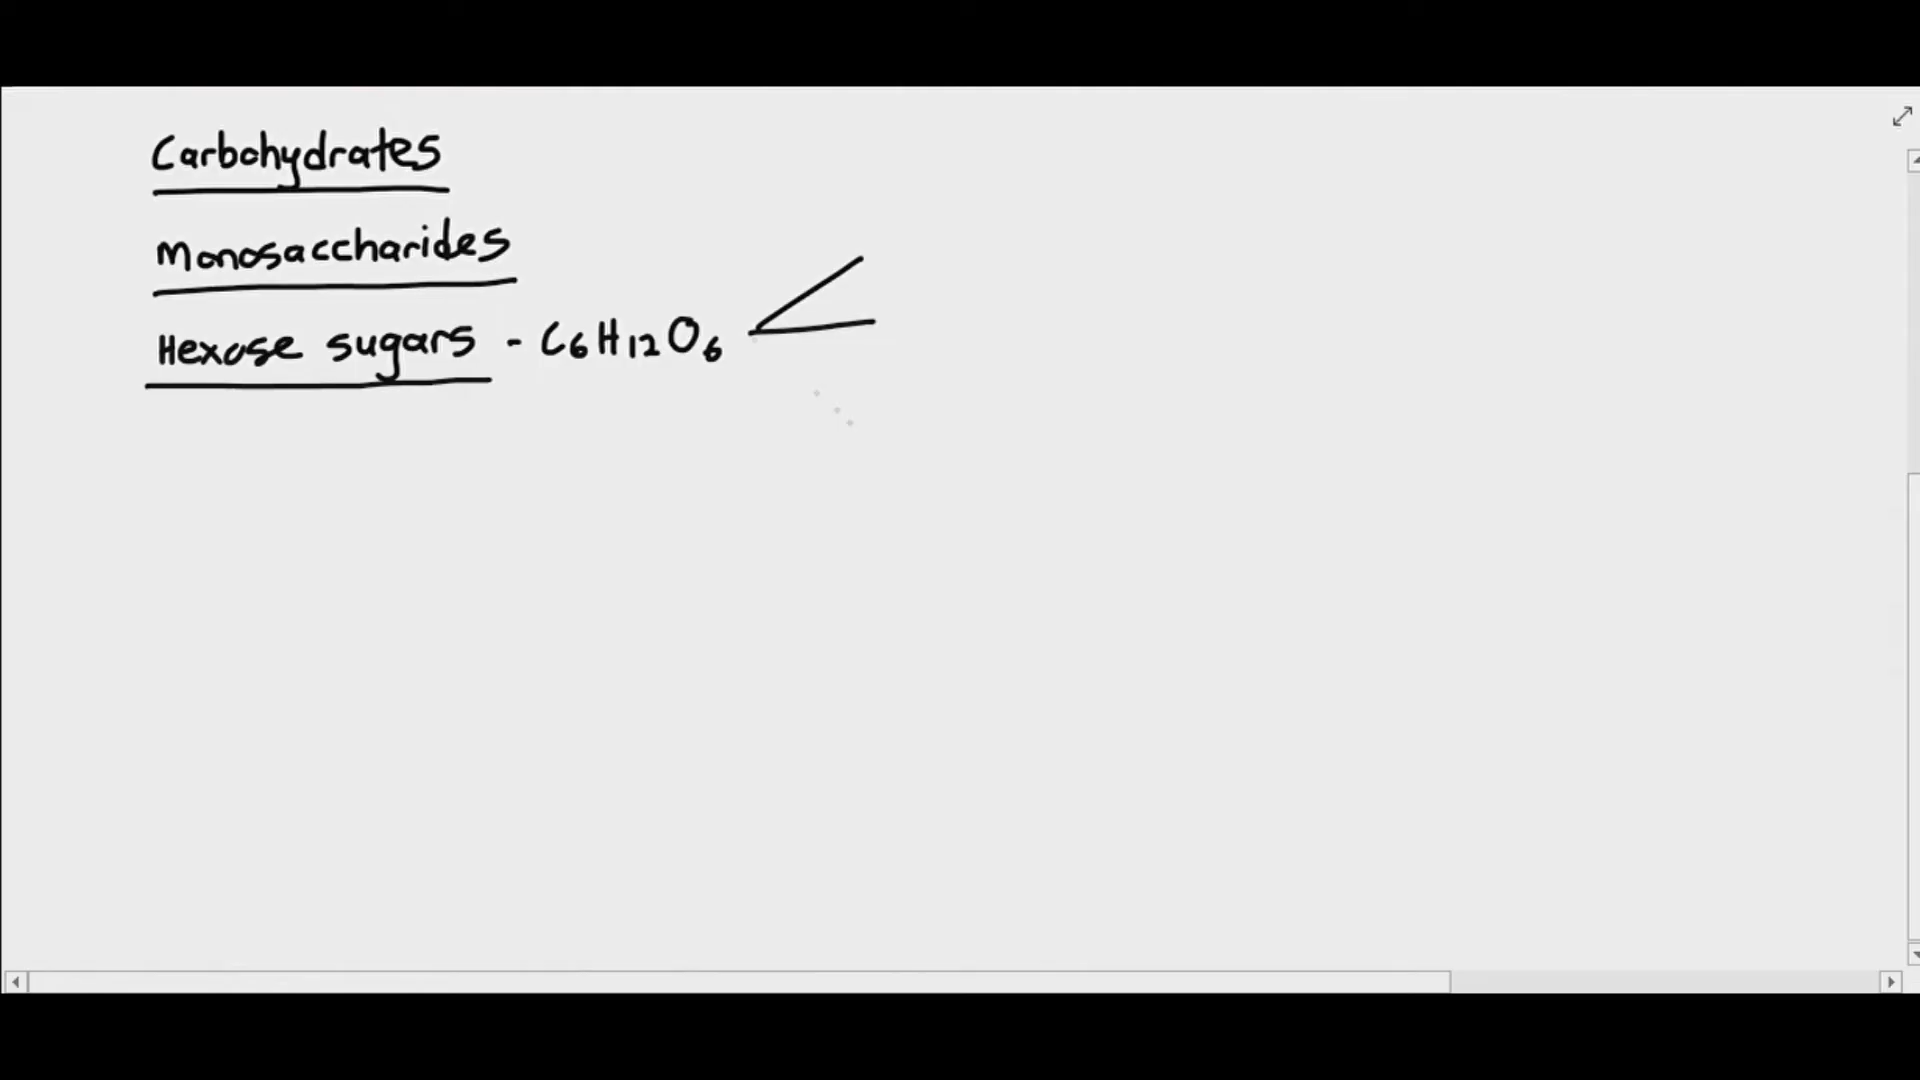 Carbohydrates
Monosaccharides
Hexose sugars - C₆H₁₂O₆